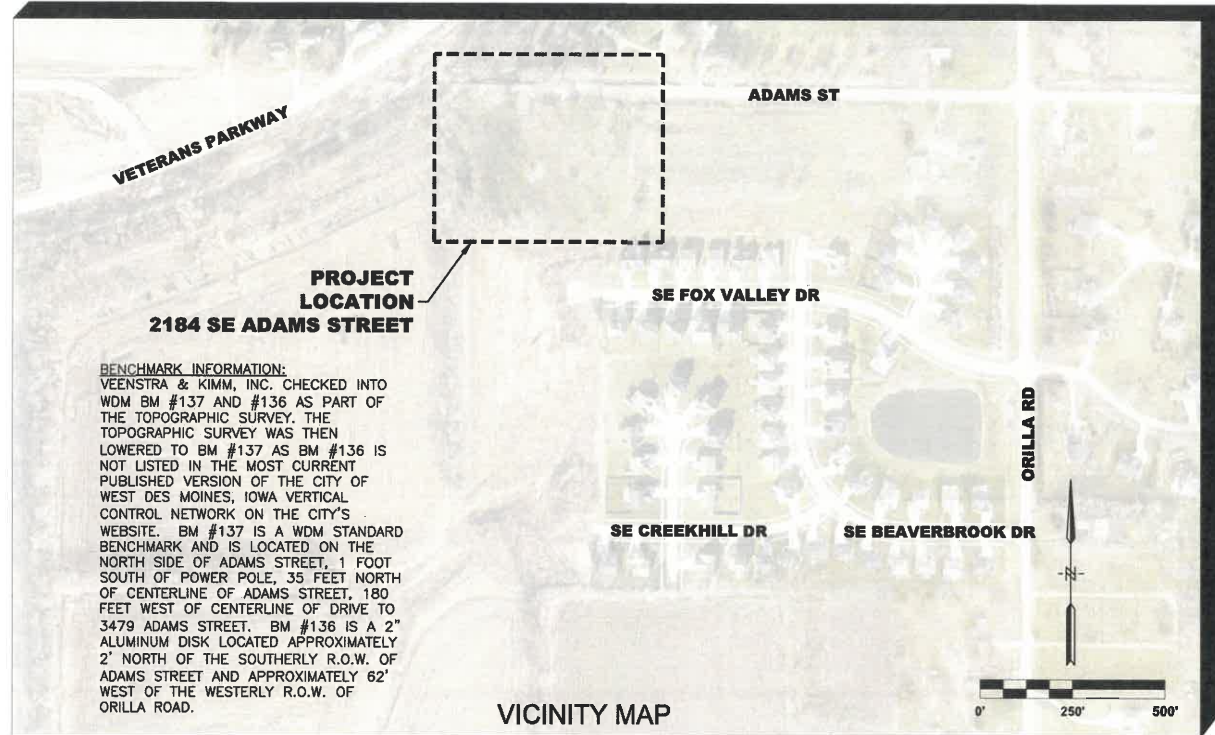 VETERANS PARKWAY
ADAMS ST
PROJECT
LOCATION
2184 SE ADAMS STREET
SE FOX VALLEY DR
BENCHMARK INFORMATION:
VEENSTRA & KIMM, INC. CHECKED INTO
WDM BM #137 AND #136 AS PART OF
THE TOPOGRAPHIC SURVEY. THE
TOPOGRAPHIC SURVEY WAS THEN
LOWERED TO BM #137 AS BM #136 IS
NOT LISTED IN THE MOST CURRENT
PUBLISHED VERSION OF THE CITY OF
WEST DES MOINES, IOWA VERTICAL
CONTROL NETWORK ON THE CITY'S
WEBSITE. BM #137 IS A WDM STANDARD
BENCHMARK AND IS LOCATED ON THE
NORTH SIDE OF ADAMS STREET, 1 FOOT
SOUTH OF POWER POLE, 35 FEET NORTH
OF CENTERLINE OF ADAMS STREET, 180
FEET WEST OF CENTERLINE OF DRIVE TO
3479 ADAMS STREET. BM #136 IS A 2"
ALUMINUM DISK LOCATED APPROXIMATELY
2' NORTH OF THE SOUTHERLY R.O.W. OF
ADAMS STREET AND APPROXIMATELY 62'
WEST OF THE WESTERLY R.O.W. OF
ORILLA ROAD.
ORILLA RD
SE CREEKHILL DR
SE BEAVERBROOK DR
N
0' 250' 500'
VICINITY MAP